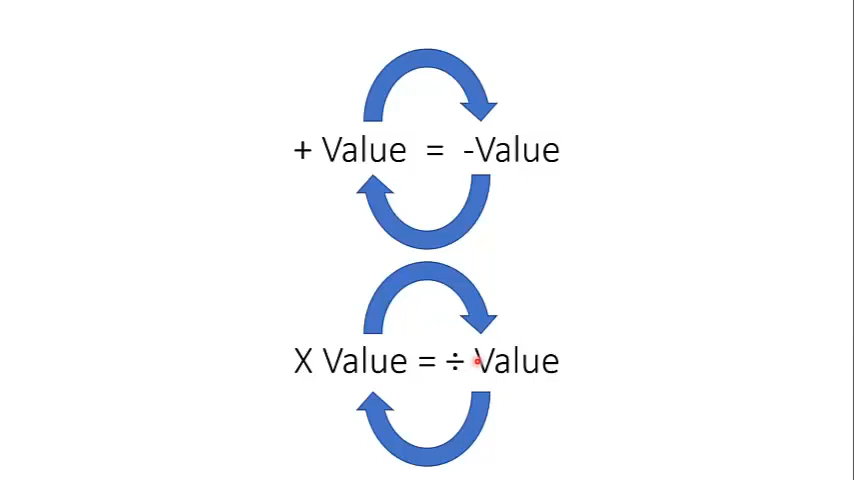 + Value = -Value
X Value = ÷ Value